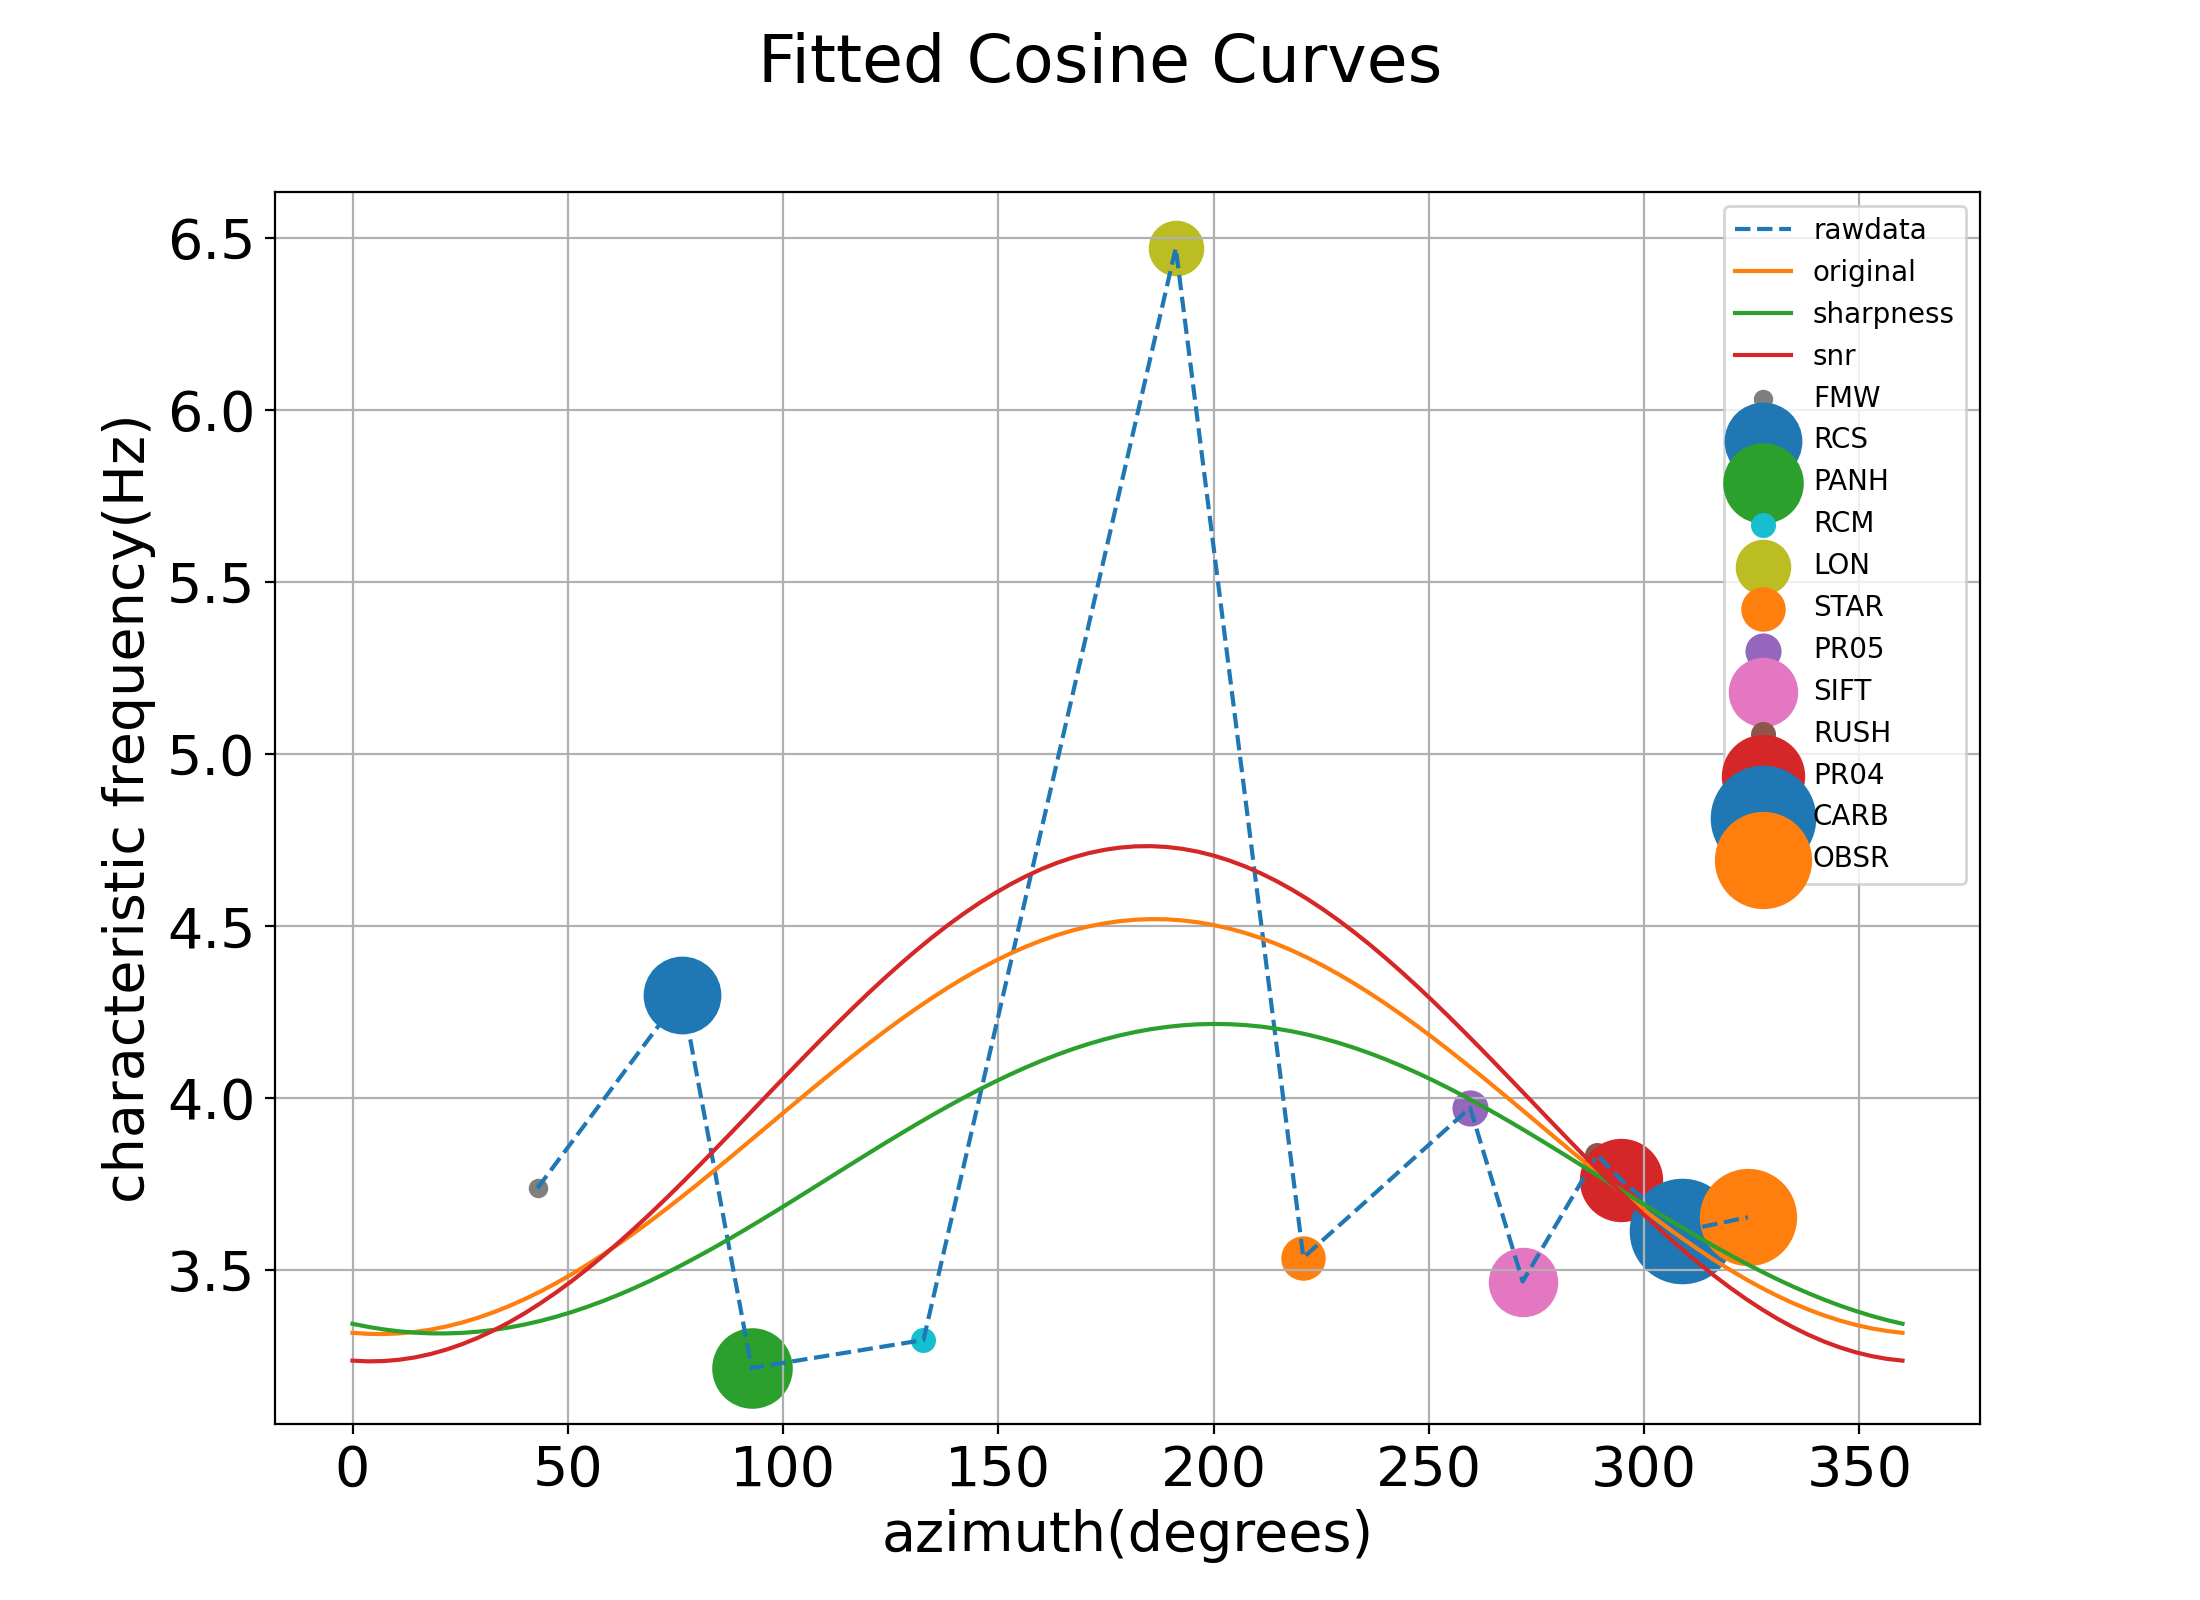 Fitted Cosine Curves
characteristic frequency(Hz)
6.5
6.0
5.5
5.0
4.5
4.0
3.5
rawdata
original
sharpness
snr
FMW
RCS
PANH
RCM
LON
STAR
PR05
SIFT
RUSH
PR04
CARB
OBSR
0 50 100 150 200 250 300 350
azimuth(degrees)